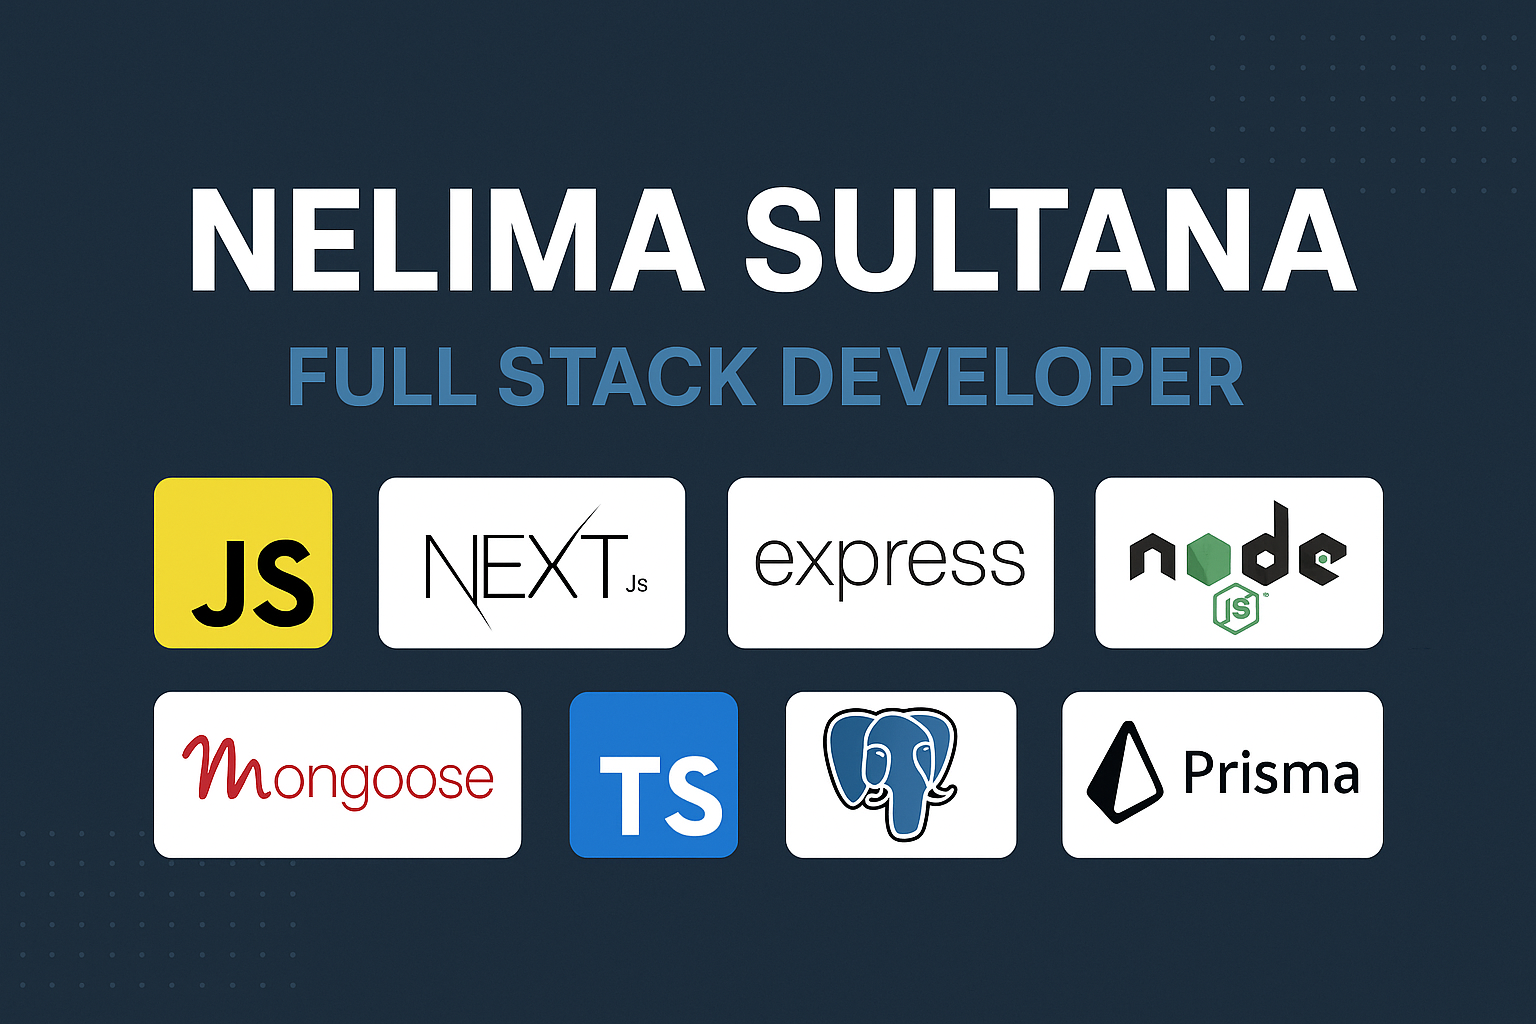 NELIMA SULTANA
FULL STACK DEVELOPER
JS
NEXT Js
express
node
JS
Mongoose
TS
Prisma